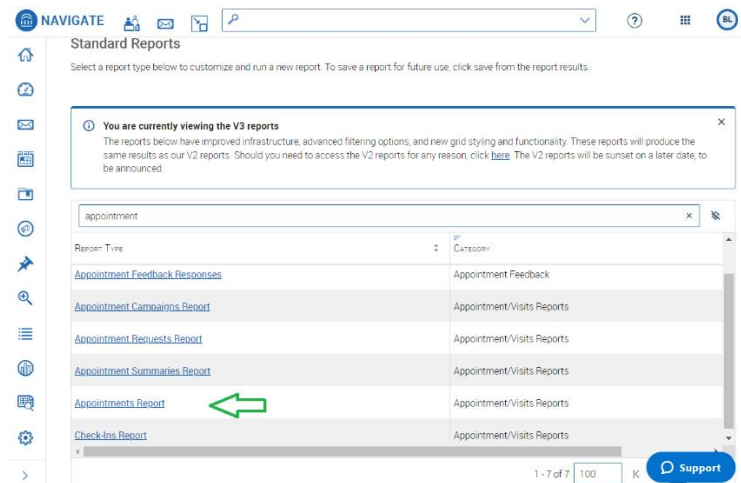 NAVIGATE
BL
Standard Reports
Select a report type below to customize and run a new report. To save a report for future use, click save from the report results.
You are currently viewing the V3 reports
The reports below have improved infrastructure, advanced filtering options, and new grid styling and functionality. These reports will produce the
same results as our V2 reports. Should you need to access the V2 reports for any reason, click here. The V2 reports will be sunset on a later date, to
be announced.
appointment
REPORT TYPE CATEGORY
Appointment Feedback Responses Appointment Feedback
Appointment Campaigns Report Appointment/Visits Reports
Appointment Requests Report Appointment/Visits Reports
Appointment Summaries Report Appointment/Visits Reports
Appointments Report Appointment/Visits Reports
Check-Ins Report Appointment/Visits Reports
1 - 7 of 7 100
Support